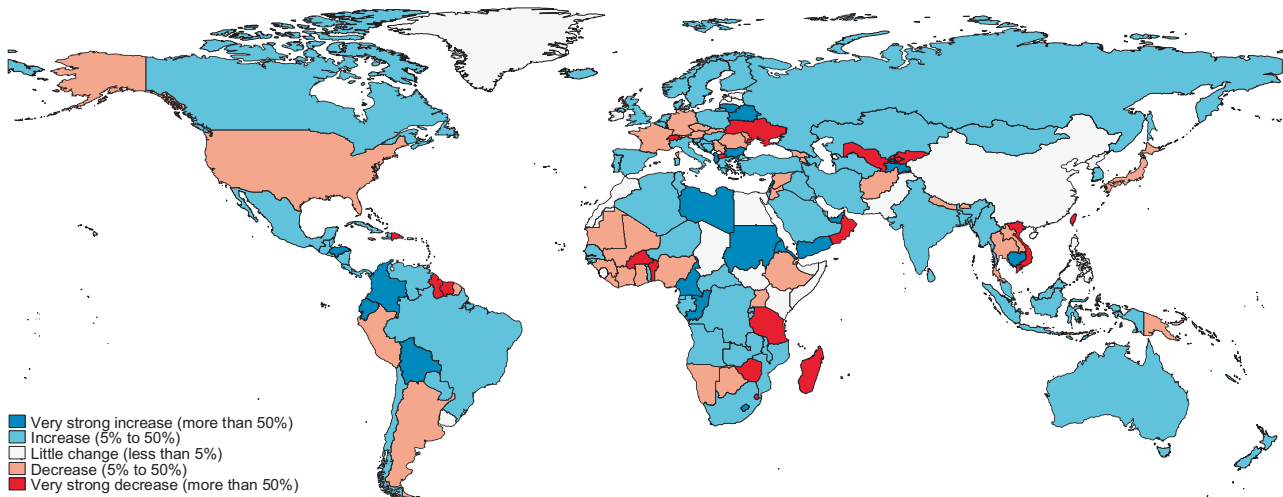 Very strong increase (more than 50%)
Increase (5% to 50%)
Little change (less than 5%)
Decrease (5% to 50%)
Very strong decrease (more than 50%)